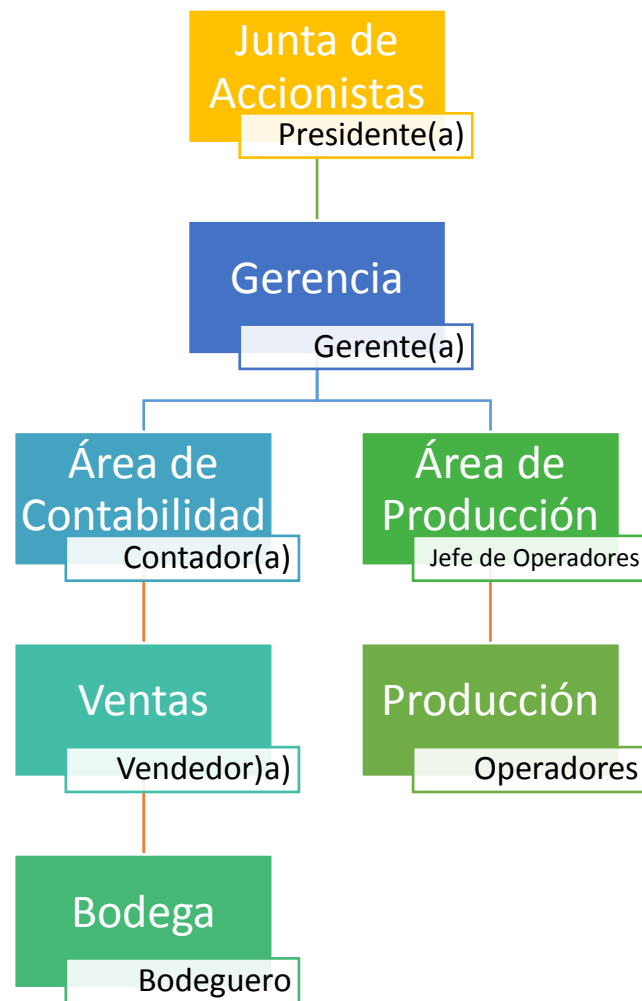 Junta de
Accionistas
Presidente(a)
Gerencia
Gerente(a)
Área de
Contabilidad
Contador(a)
Área de
Producción
Jefe de Operadores
Ventas
Vendedor)a)
Producción
Operadores
Bodega
Bodeguero